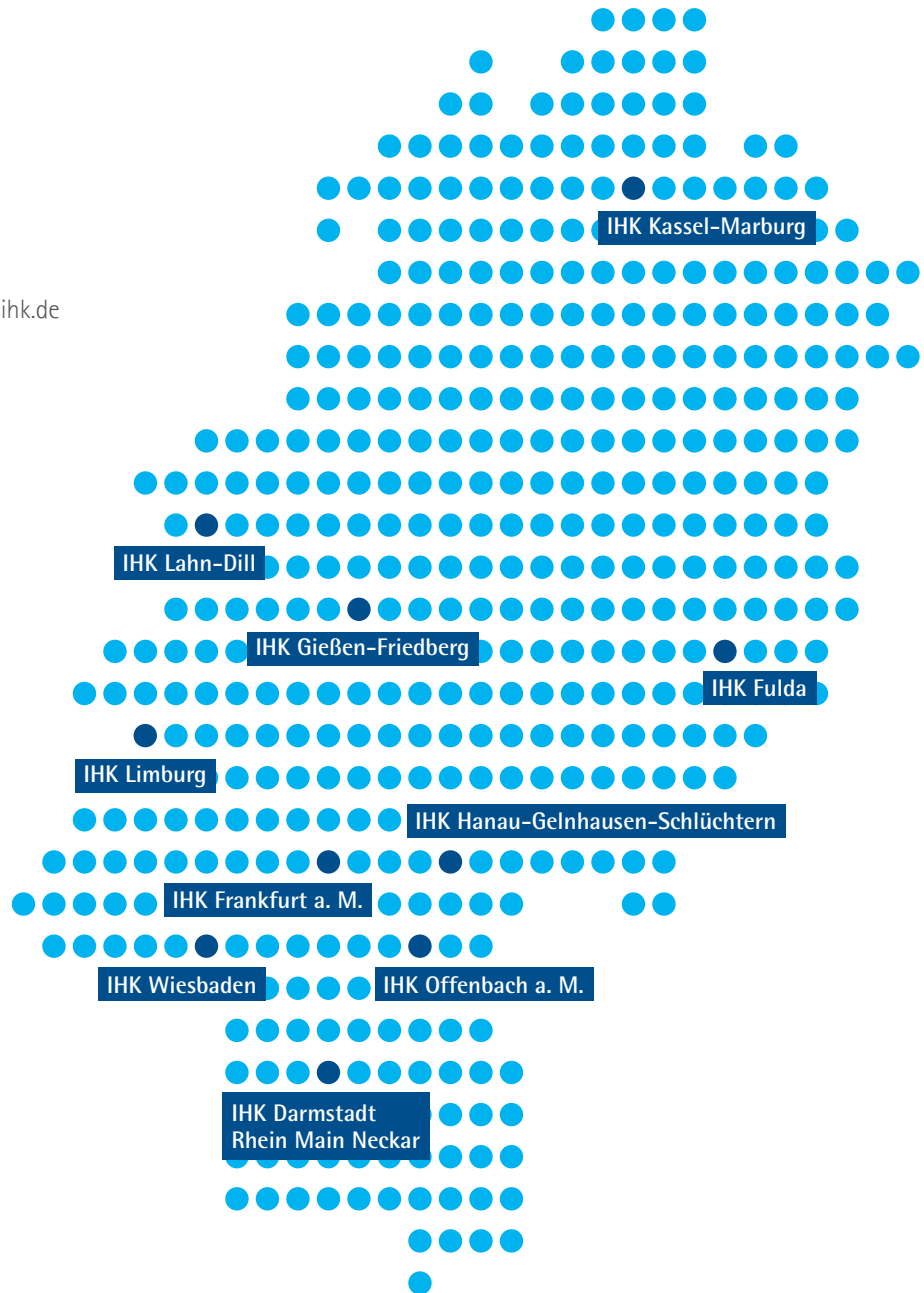 IHK Kassel-Marburg
ihk.de
IHK Lahn-Dill
IHK Gießen-Friedberg
IHK Fulda
IHK Limburg
IHK Hanau-Gelnhausen-Schlüchtern
IHK Frankfurt a. M.
IHK Wiesbaden
IHK Offenbach a. M.
IHK Darmstadt
Rhein Main Neckar